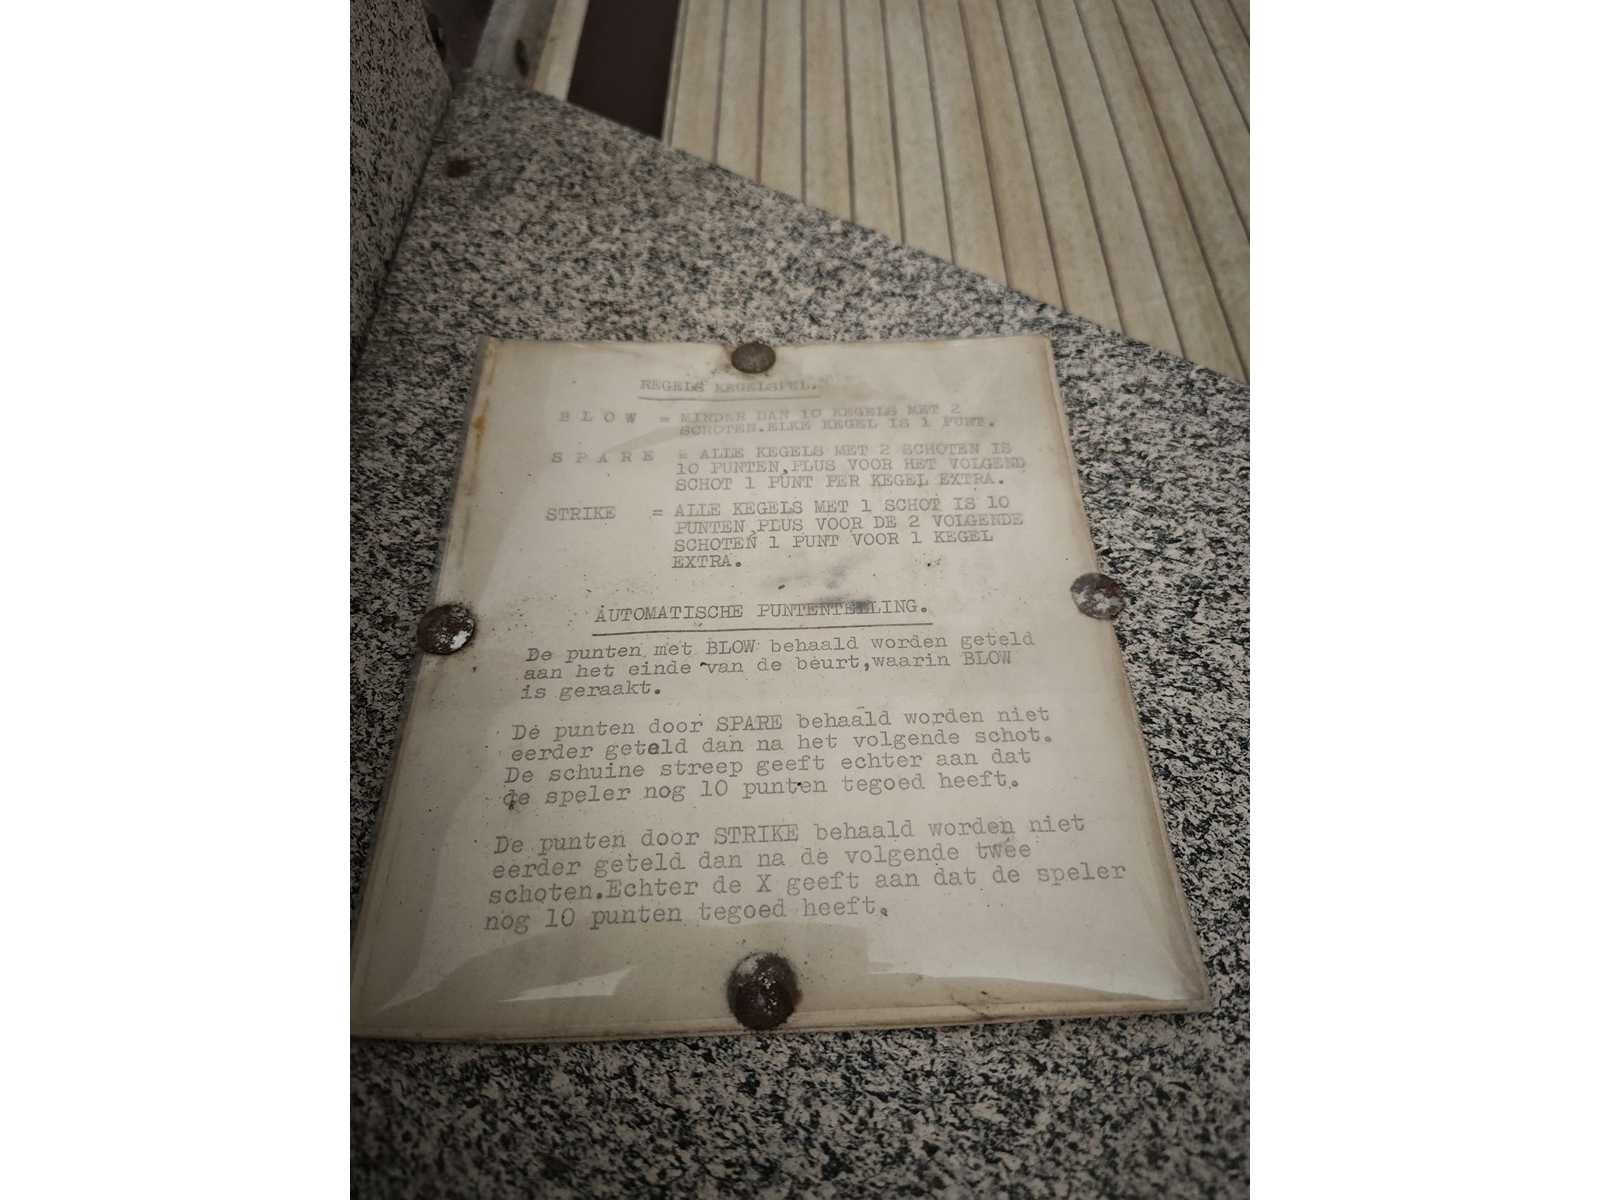 REGELS KEGELSPEL.
BLOW = MINDER DAN 10 KEGELS MET 2
SCHOTEN.ELKE KEGEL IS 1 PUNT.
SPARE = ALLE KEGELS MET 2 SCHOTEN IS
10 PUNTEN,PLUS VOOR HET VOLGEND
SCHOT 1 PUNT PER KEGEL EXTRA.
STRIKE = ALLE KEGELS MET 1 SCHOT IS 10
PUNTEN,PLUS VOOR DE 2 VOLGENDE
SCHOTEN 1 PUNT VOOR 1 KEGEL
EXTRA.
AUTOMATISCHE PUNTENTELLING.
De punten met BLOW behaald worden geteld
aan het einde van de beurt,waarin BLOW
is geraakt.
De punten door SPARE behaald worden niet
eerder geteld dan na het volgende schot.
De schuine streep geeft echter aan dat
de speler nog 10 punten tegoed heeft.
De punten door STRIKE behaald worden niet
eerder geteld dan na de volgende twee
schoten.Echter de X geeft aan dat de speler
nog 10 punten tegoed heeft.